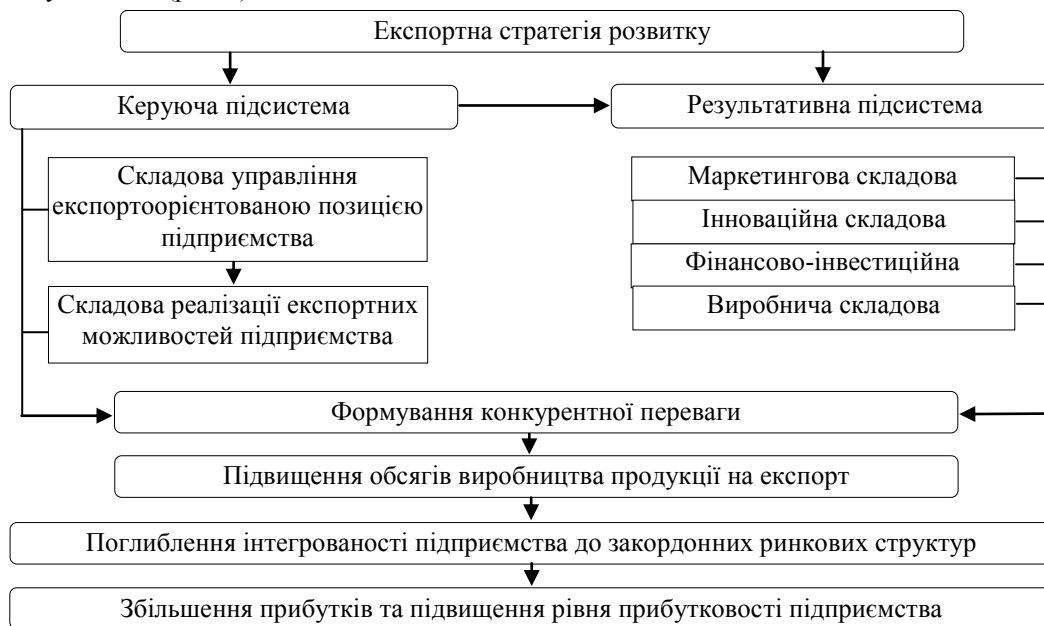 Експортна стратегія розвитку
Керуюча підсистема
Результативна підсистема
Складова управління
експортоорієнтованою позицією
підприємства
Складова реалізації експортних
можливостей підприємства
Маркетингова складова
Інноваційна складова
Фінансово-інвестиційна
Виробнича складова
Формування конкурентної переваги
Підвищення обсягів виробництва продукції на експорт
Поглиблення інтегрованості підприємства до закордонних ринкових структур
Збільшення прибутків та підвищення рівня прибутковості підприємства